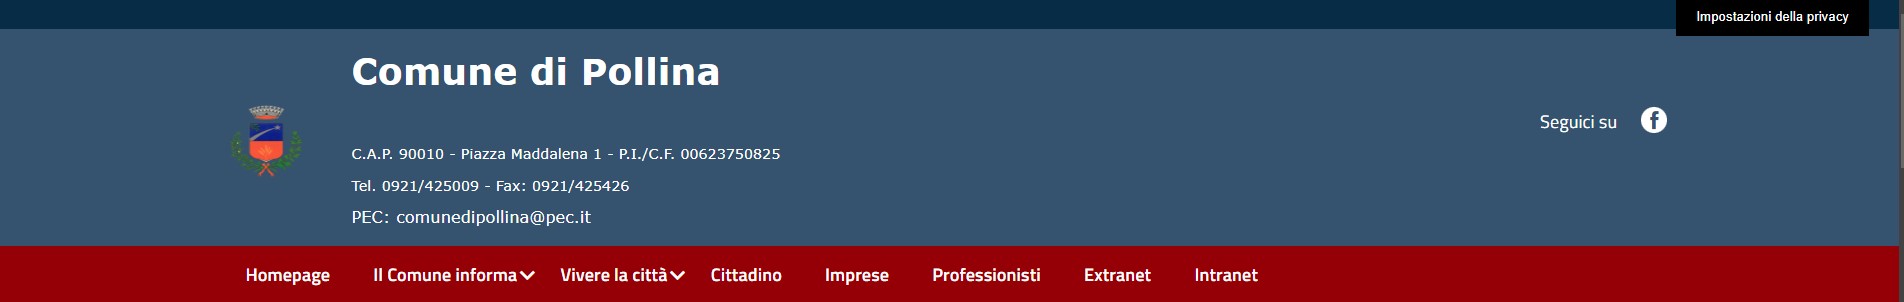 Impostazioni della privacy
Comune di Pollina
Seguici su
C.A.P. 90010 - Piazza Maddalena 1 - P.I./C.F. 00623750825
Tel. 0921/425009 - Fax: 0921/425426
PEC: comunedipollina@pec.it
Homepage Il Comune informa Vivere la città Cittadino Imprese Professionisti Extranet Intranet